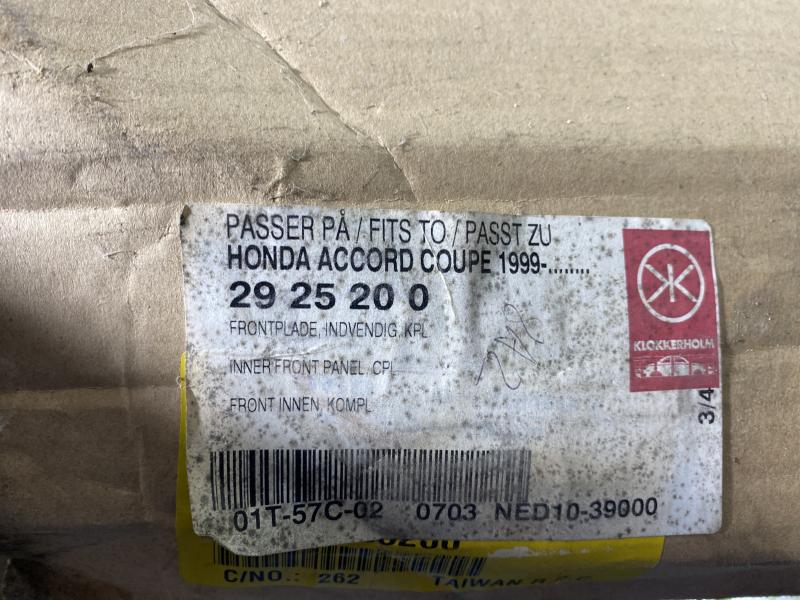 PASSER PÅ / FITS TO / PASST ZU
HONDA ACCORD COUPE 1999-........
29 25 20 0
FRONTPLADE, INDVENDIG, KPL
INNER FRONT PANEL, CPL
FRONT INNEN, KOMPL
KLOKKERHOLM
3/4
01T-57C-02 0703 NED10-39000
C/NO.: 262 TAIWAN R.O.C.